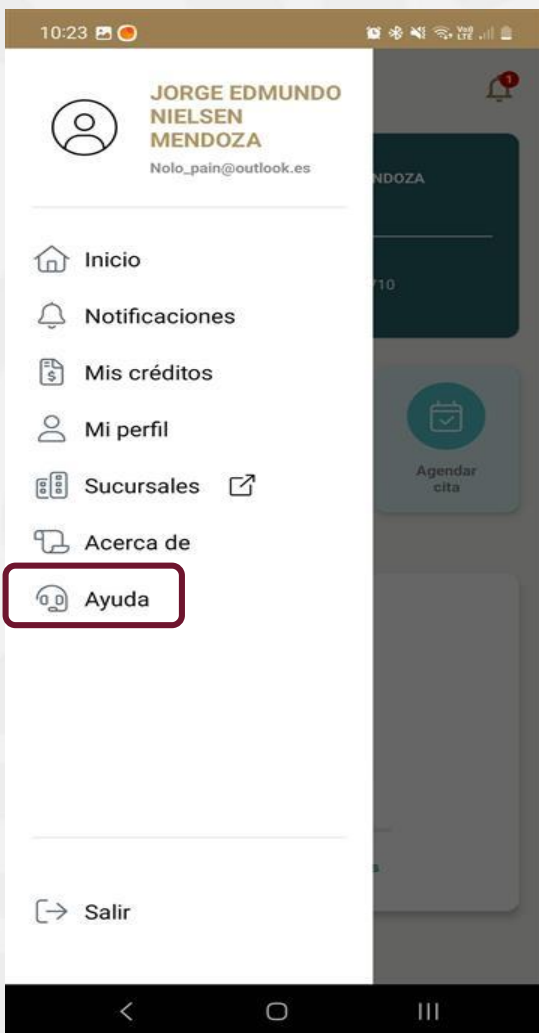 10:23
JORGE EDMUNDO
NIELSEN
MENDOZA
Nolo_pain@outlook.es
NDOZA
710
Inicio
Notificaciones
Mis créditos
Mi perfil
Sucursales
Acerca de
Ayuda
Agendar
cita
s
Salir